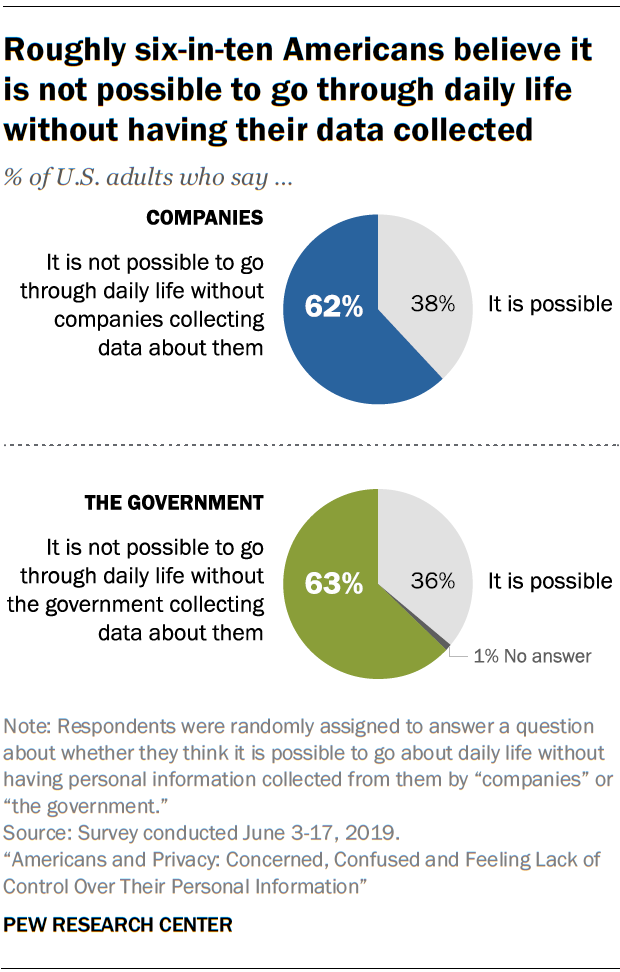 Roughly six-in-ten Americans believe it
is not possible to go through daily life
without having their data collected
% of U.S. adults who say ...
COMPANIES
It is not possible to go
through daily life without
companies collecting
data about them
62%
38%
It is possible
THE GOVERNMENT
It is not possible to go
through daily life without
the government collecting
data about them
63%
36%
It is possible
1% No answer
Note: Respondents were randomly assigned to answer a question
about whether they think it is possible to go about daily life without
having personal information collected from them by “companies” or
“the government.”
Source: Survey conducted June 3-17, 2019.
“Americans and Privacy: Concerned, Confused and Feeling Lack of
Control Over Their Personal Information”
PEW RESEARCH CENTER